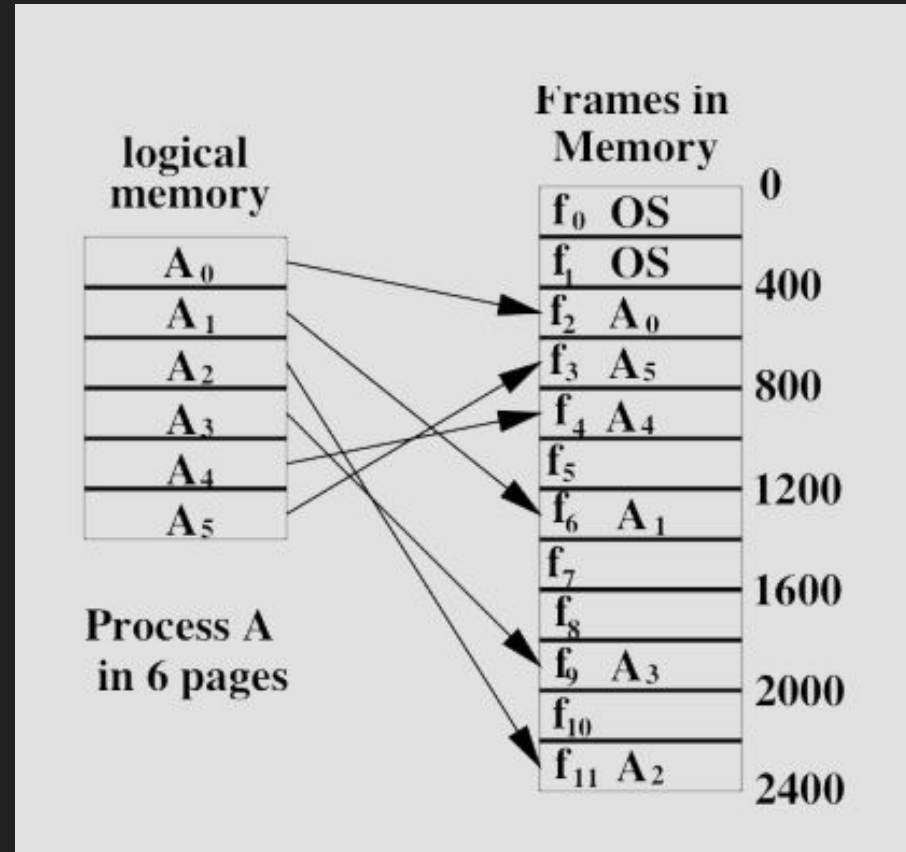 logical
memory
A0
A1
A2
A3
A4
A5
Process A
in 6 pages
Frames in
Memory
0
f0 OS
f1 OS
400
f2 A0
f3 A5
800
f4 A4
f5
1200
f6 A1
f7
1600
f8
f9 A3
2000
f10
f11 A2
2400